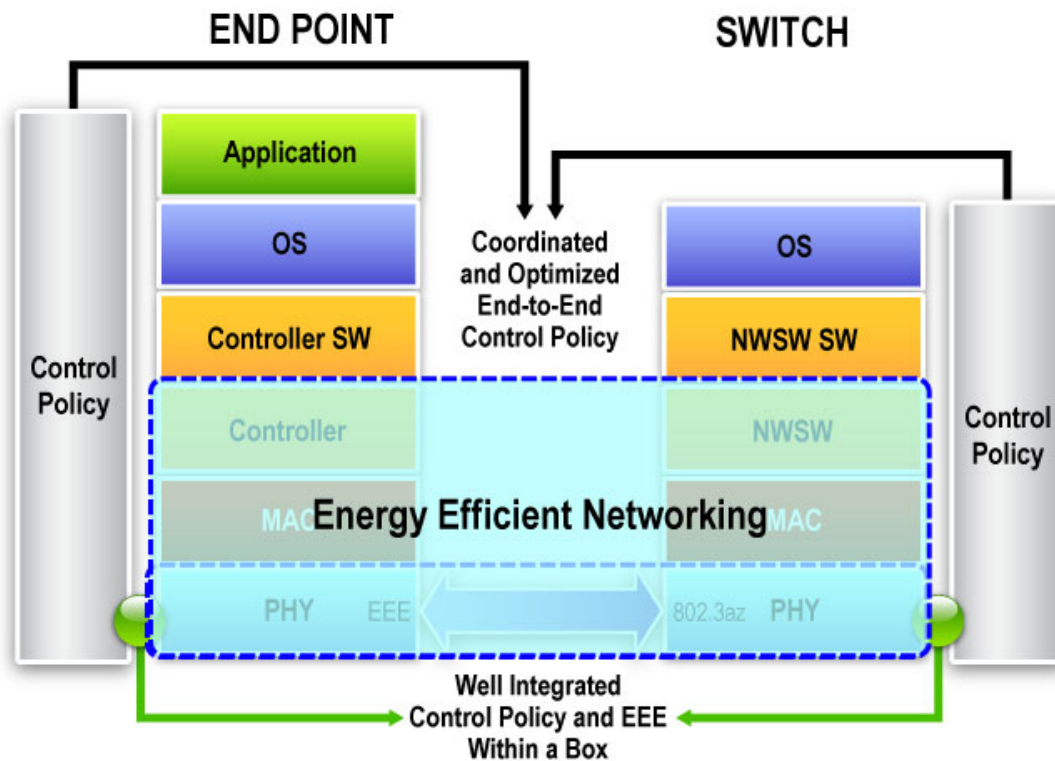 END POINT
SWITCH
Application
OS
Controller SW
Controller
MAC
PHY
EEE
Control
Policy
Coordinated
and Optimized
End-to-End
Control Policy
OS
NWSW SW
NWSW
MAC
802.3az
PHY
Control
Policy
Energy Efficient Networking
Well Integrated
Control Policy and EEE
Within a Box